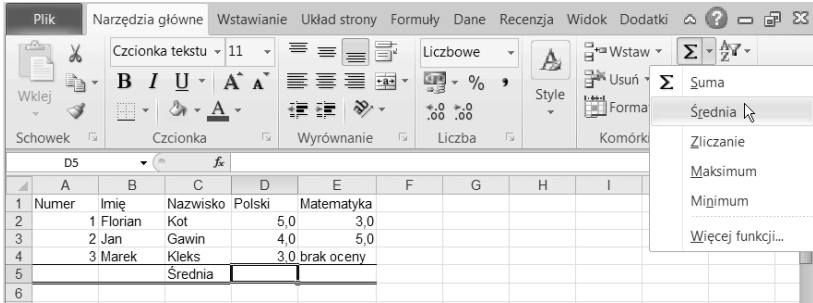 Plik Narzędzia główne Wstawianie Układ strony Formuły Dane Recenzja Widok Dodatki
Czcionka tekstu 11 Liczbowe Wstaw Σ
Wklej B I U A A % Style Usuń
A ,00 ,00 Forma
Schowek Czcionka Wyrównanie Liczba Komórki
Σ Suma
Średnia
Zliczanie
Maksimum
Minimum
Więcej funkcji...
D5 fx
A B C D E F G H I
1 Numer Imię Nazwisko Polski Matematyka
2 1 Florian Kot 5,0 3,0
3 2 Jan Gawin 4,0 5,0
4 3 Marek Kleks 3,0 brak oceny
5 Średnia
6